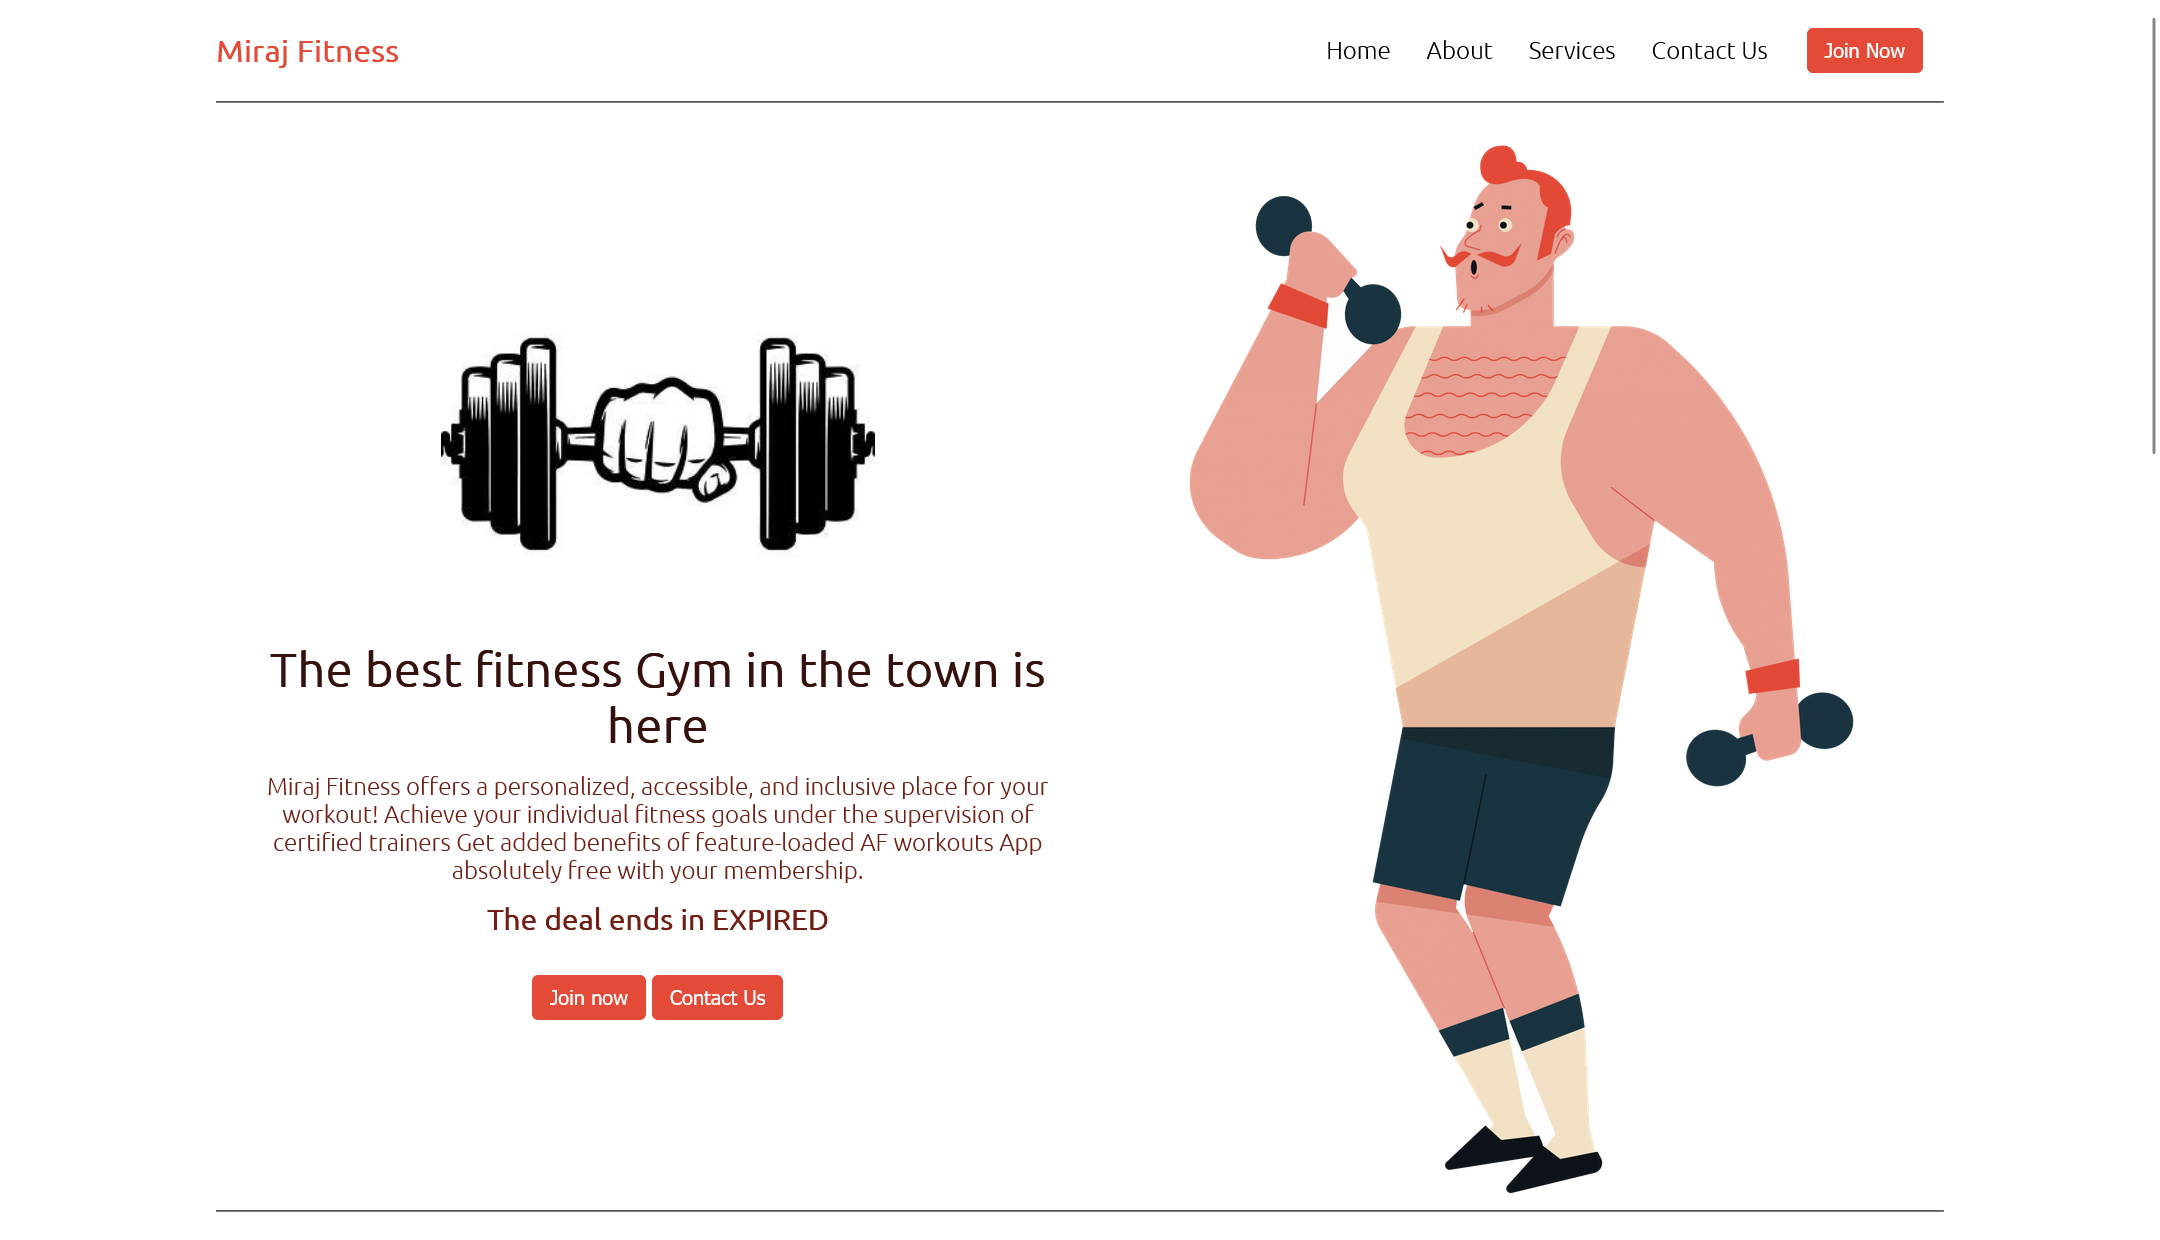 Miraj Fitness
Home About Services Contact Us Join Now
The best fitness Gym in the town is
here
Miraj Fitness offers a personalized, accessible, and inclusive place for your
workout! Achieve your individual fitness goals under the supervision of
certified trainers Get added benefits of feature-loaded AF workouts App
absolutely free with your membership.
The deal ends in EXPIRED
Join now Contact Us